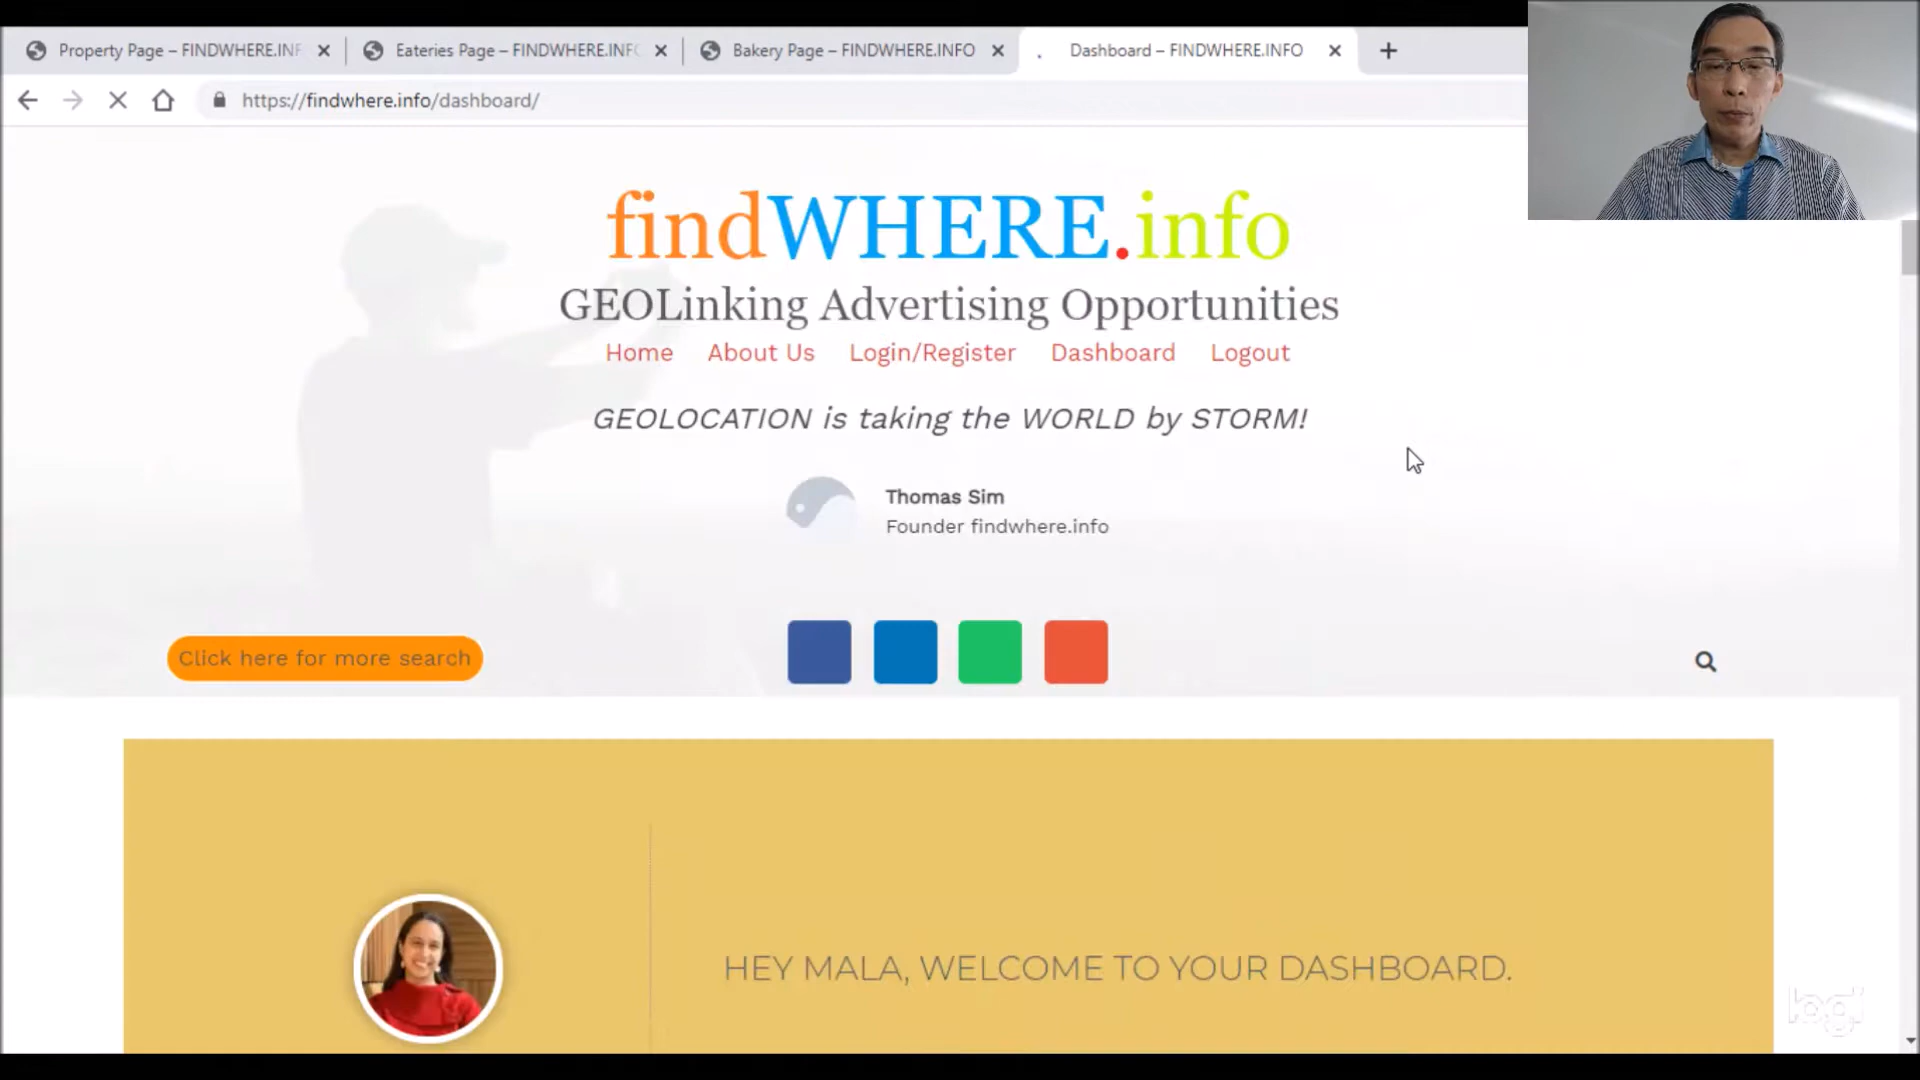 Property Page – FINDWHERE.INF
Eateries Page – FINDWHERE.INFO
Bakery Page – FINDWHERE.INFO
Dashboard – FINDWHERE.INFO
https://findwhere.info/dashboard/
findWHERE.info
GEOLinking Advertising Opportunities
Home About Us Login/Register Dashboard Logout
GEOLOCATION is taking the WORLD by STORM!
Thomas Sim
Founder findwhere.info
Click here for more search
HEY MALA, WELCOME TO YOUR DASHBOARD.
logi